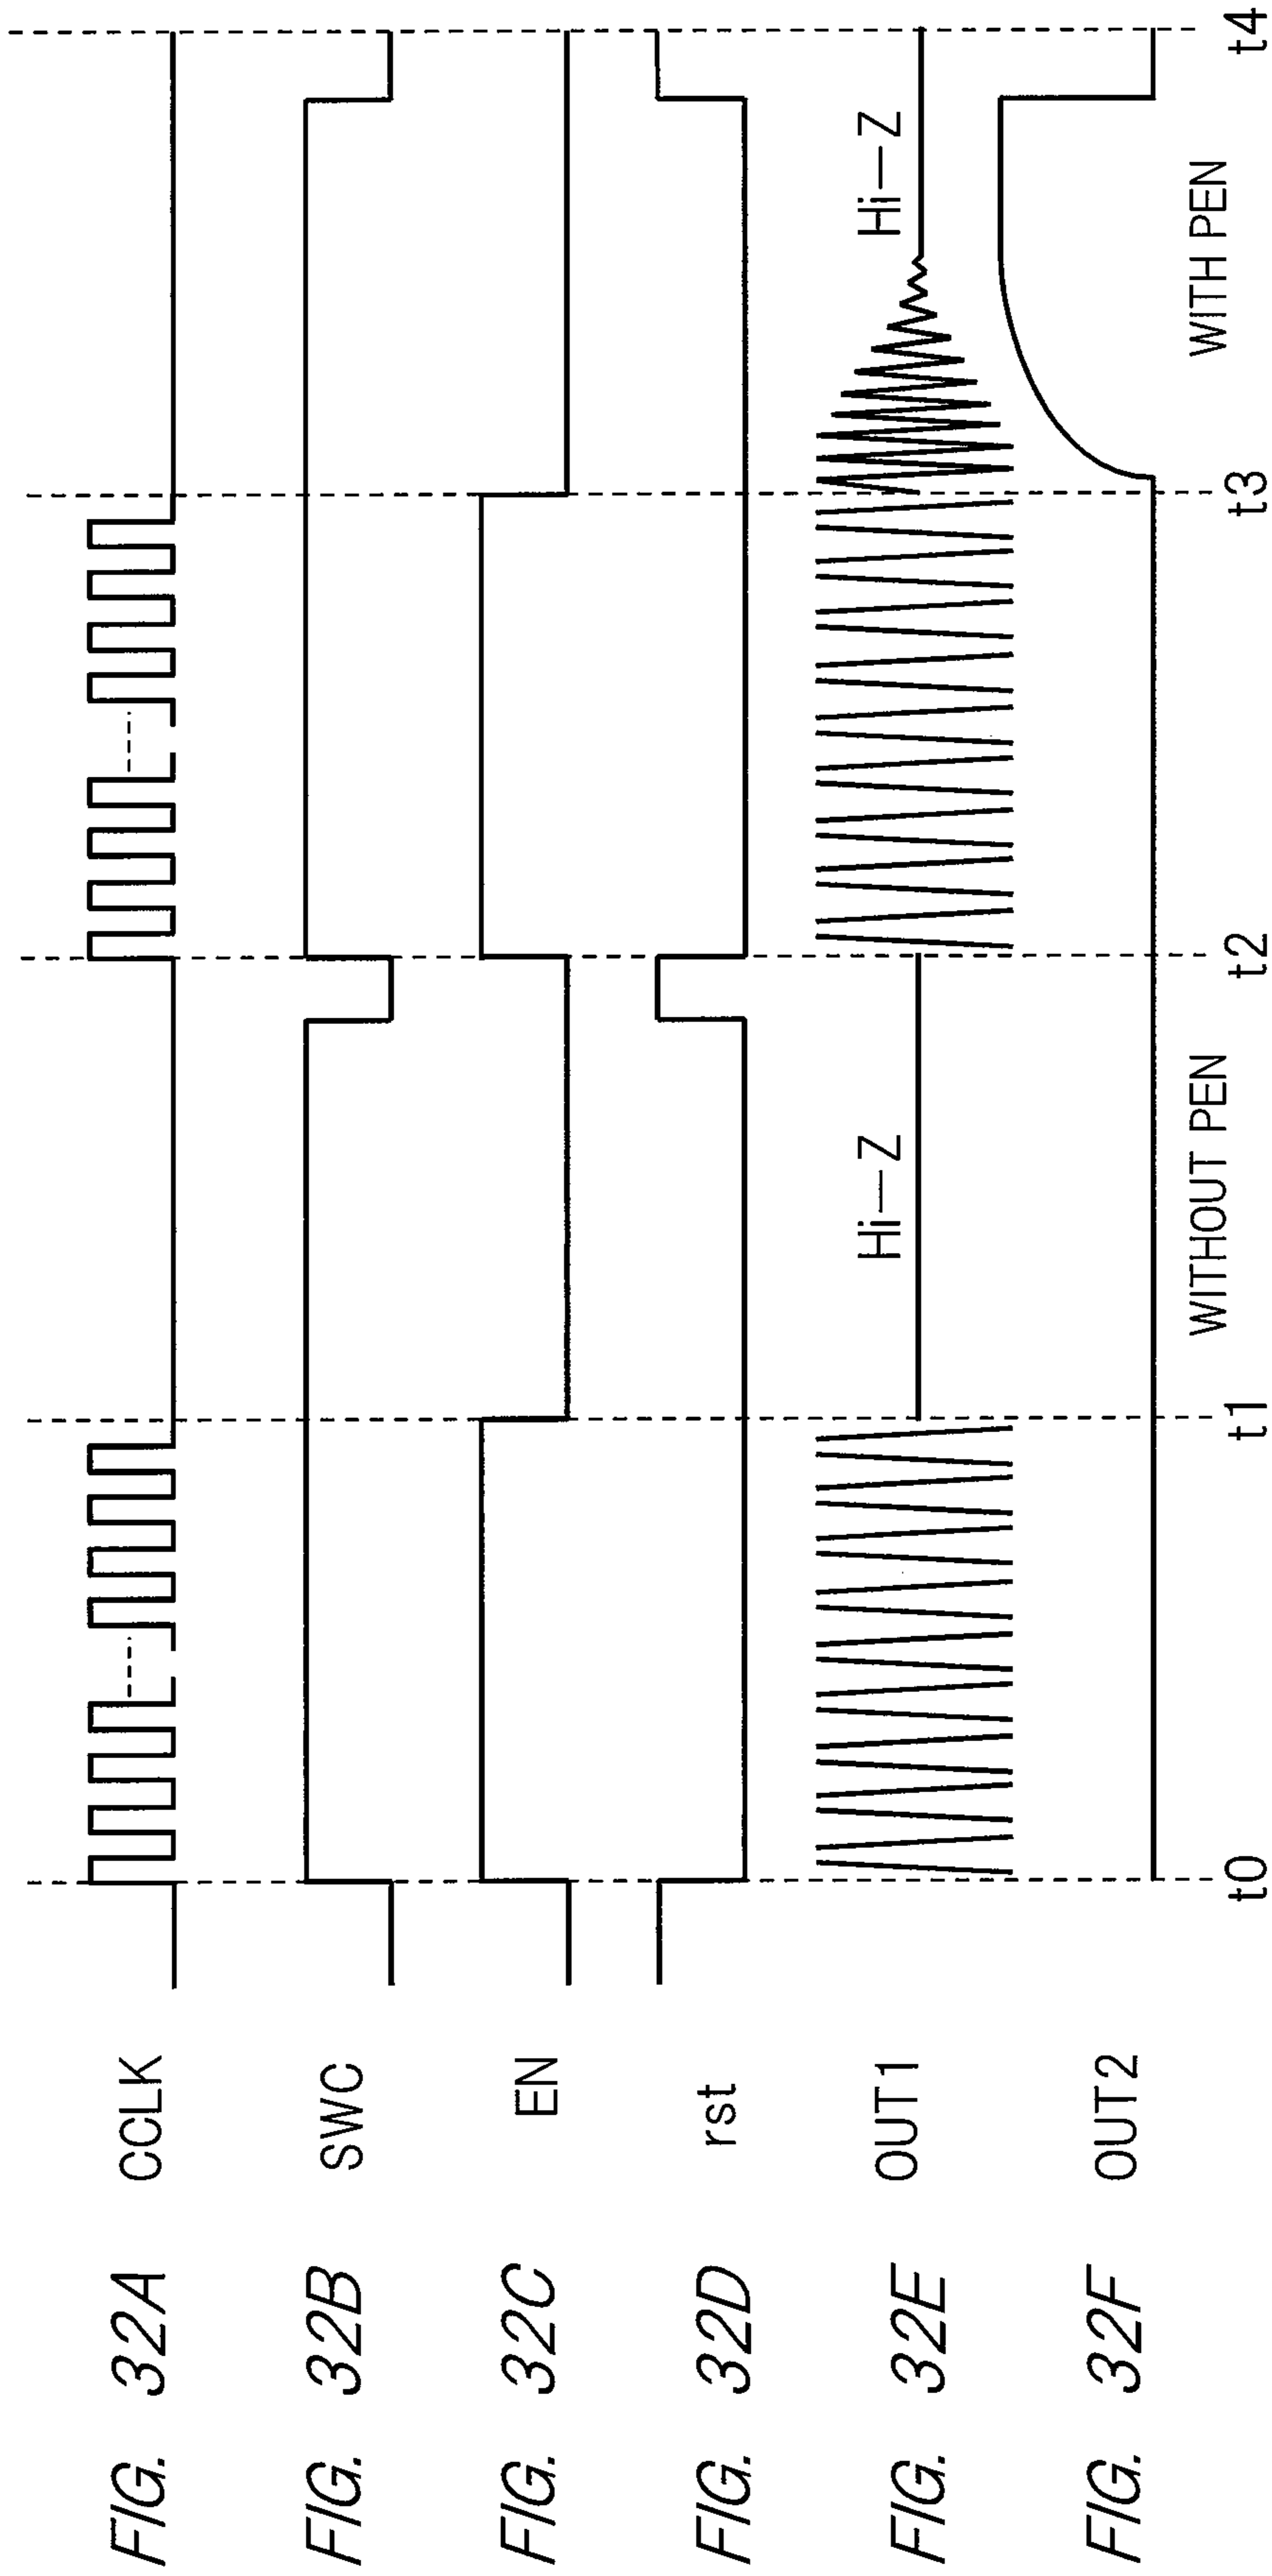 FIG. 32A CCLK
FIG. 32B SWC
FIG. 32C EN
FIG. 32D rst
FIG. 32E OUT1 Hi-Z Hi-Z
FIG. 32F OUT2
WITHOUT PEN WITH PEN
t0 t1 t2 t3 t4